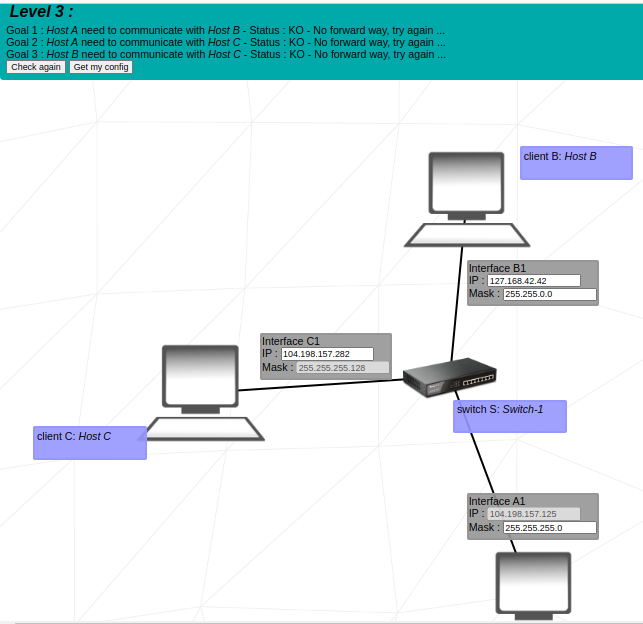 Level 3 :
Goal 1 : Host A need to communicate with Host B - Status : KO - No forward way, try again ...
Goal 2 : Host A need to communicate with Host C - Status : KO - No forward way, try again ...
Goal 3 : Host B need to communicate with Host C - Status : KO - No forward way, try again ...
Check again Get my config
client B: Host B
Interface B1
IP : 127.168.42.42
Mask : 255.255.0.0
Interface C1
IP : 104.198.157.282
Mask : 255.255.255.128
switch S: Switch-1
client C: Host C
Interface A1
IP : 104.198.157.125
Mask : 255.255.255.0